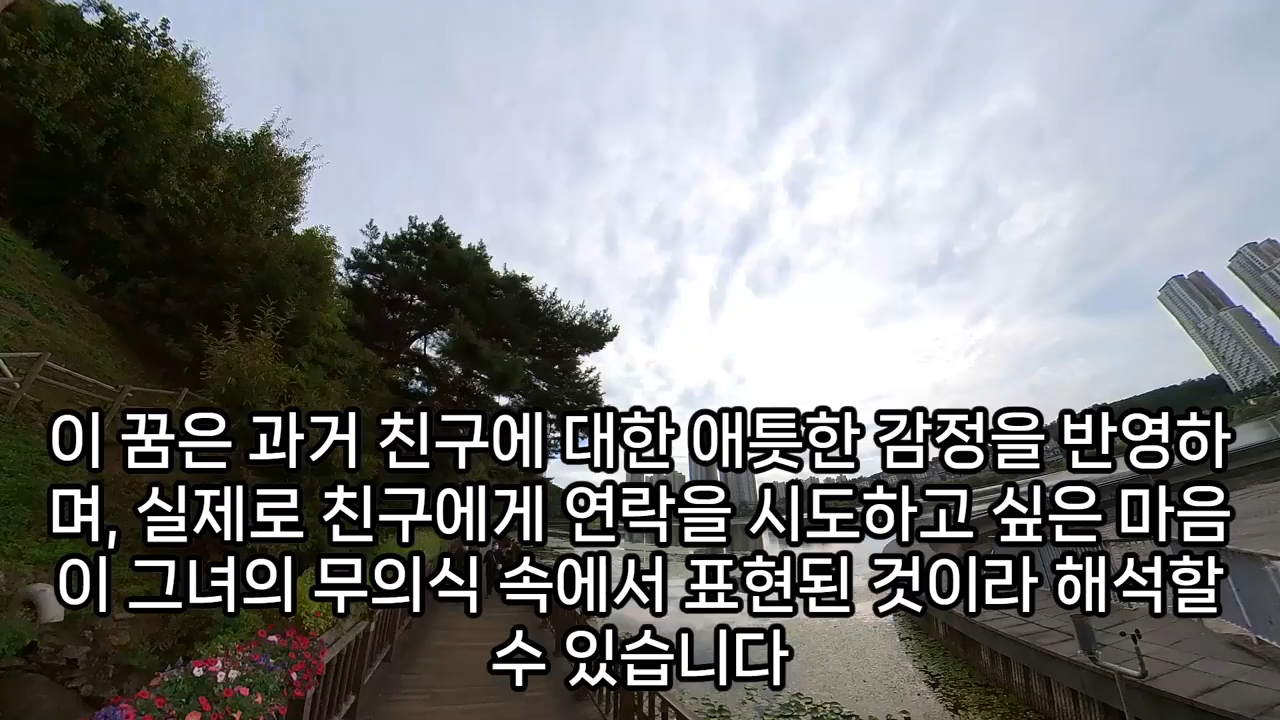 이 꿈은 과거 친구에 대한 애틋한 감정을 반영하
며, 실제로 친구에게 연락을 시도하고 싶은 마음
이 그녀의 무의식 속에서 표현된 것이라 해석할
수 있습니다